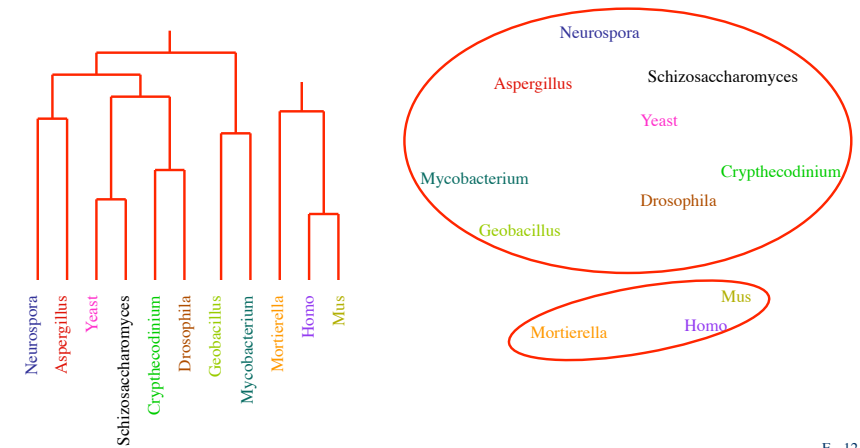 Neurospora
Aspergillus
Yeast
Schizosaccharomyces
Crypthecodinium
Drosophila
Geobacillus
Mycobacterium
Mortierella
Homo
Mus
Neurospora
Schizosaccharomyces
Aspergillus
Yeast
Crypthecodinium
Mycobacterium
Drosophila
Geobacillus
Mus
Homo
Mortierella